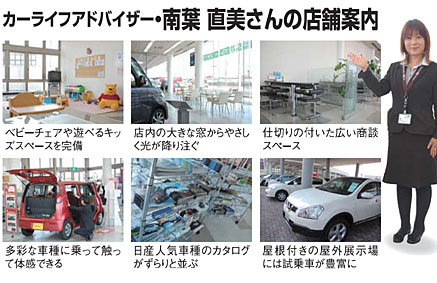 カーライフアドバイザー・南葉 直美さんの店舗案内
ベビーチェアや遊べるキッ
ズスペースを完備
店内の大きな窓からやさし
く光が降り注ぐ
仕切りの付いた広い商談
スペース
多彩な車種に乗って触っ
て体感できる
日産人気車種のカタログ
がずらりと並ぶ
屋根付きの屋外展示場
には試乗車が豊富に